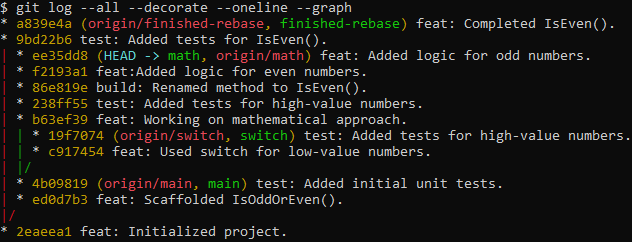 $ git log --all --decorate --oneline --graph
* a839e4a (origin/finished-rebase, finished-rebase) feat: Completed IsEven().
* 9bd22b6 test: Added tests for IsEven().
| * ee35dd8 (HEAD -> math, origin/math) feat: Added logic for odd numbers.
| * f2193a1 feat:Added logic for even numbers.
| * 86e819e build: Renamed method to IsEven().
| * 238ff55 test: Added tests for high-value numbers.
| * b63ef39 feat: Working on mathematical approach.
| | * 19f7074 (origin/switch, switch) test: Added tests for high-value numbers.
| | * c917454 feat: Used switch for low-value numbers.
| |/
| * 4b09819 (origin/main, main) test: Added initial unit tests.
| * ed0d7b3 feat: Scaffolded IsOddOrEven().
|/
* 2eaeea1 feat: Initialized project.